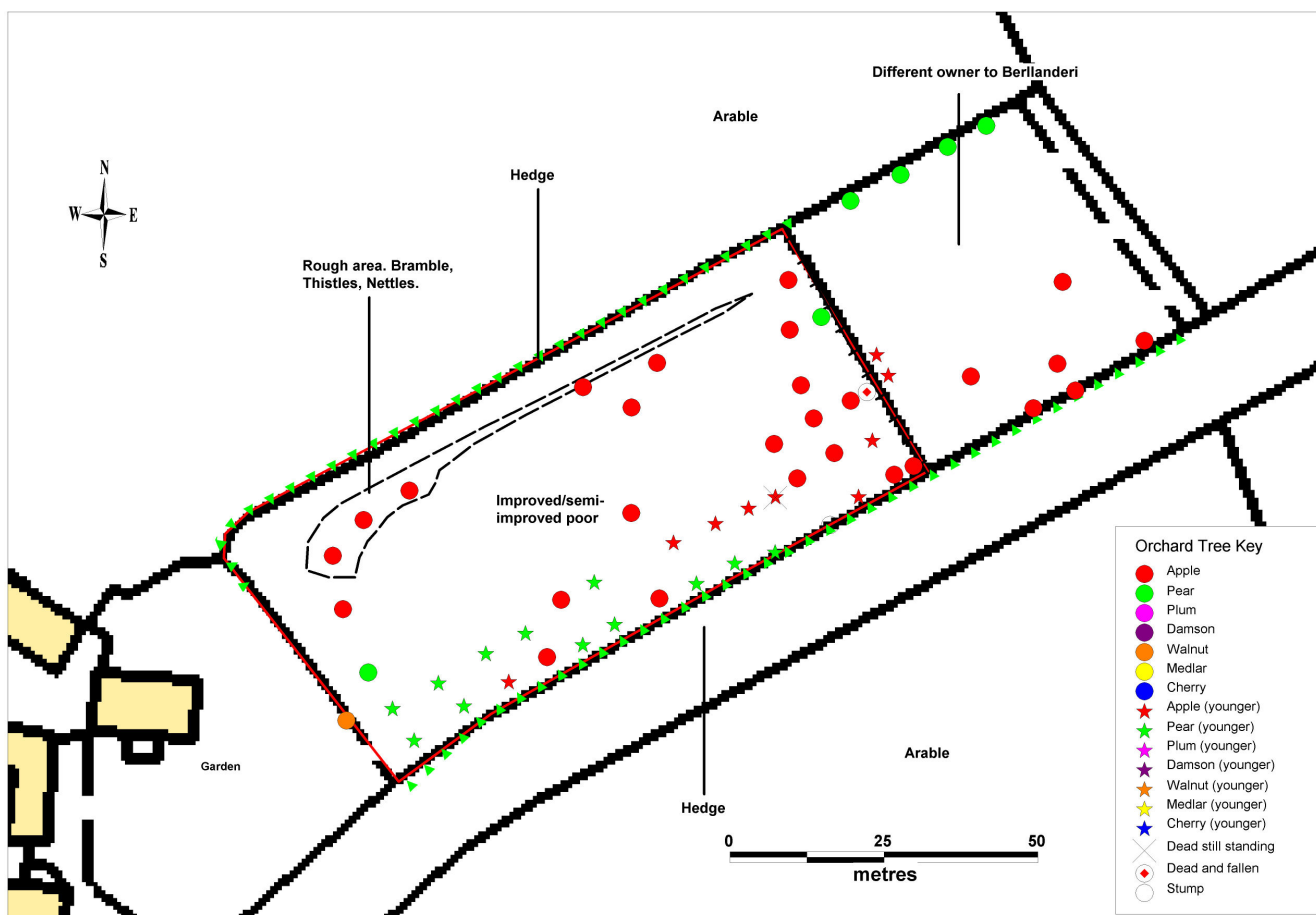 Different owner to Berllanderi
Arable
N
W
E
S
Hedge
Rough area. Bramble,
Thistles, Nettles.
Improved/semi-
improved poor
Garden
Arable
Hedge
0
25
50
metres
Orchard Tree Key
Apple
Pear
Plum
Damson
Walnut
Medlar
Cherry
Apple (younger)
Pear (younger)
Plum (younger)
Damson (younger)
Walnut (younger)
Medlar (younger)
Cherry (younger)
Dead still standing
Dead and fallen
Stump